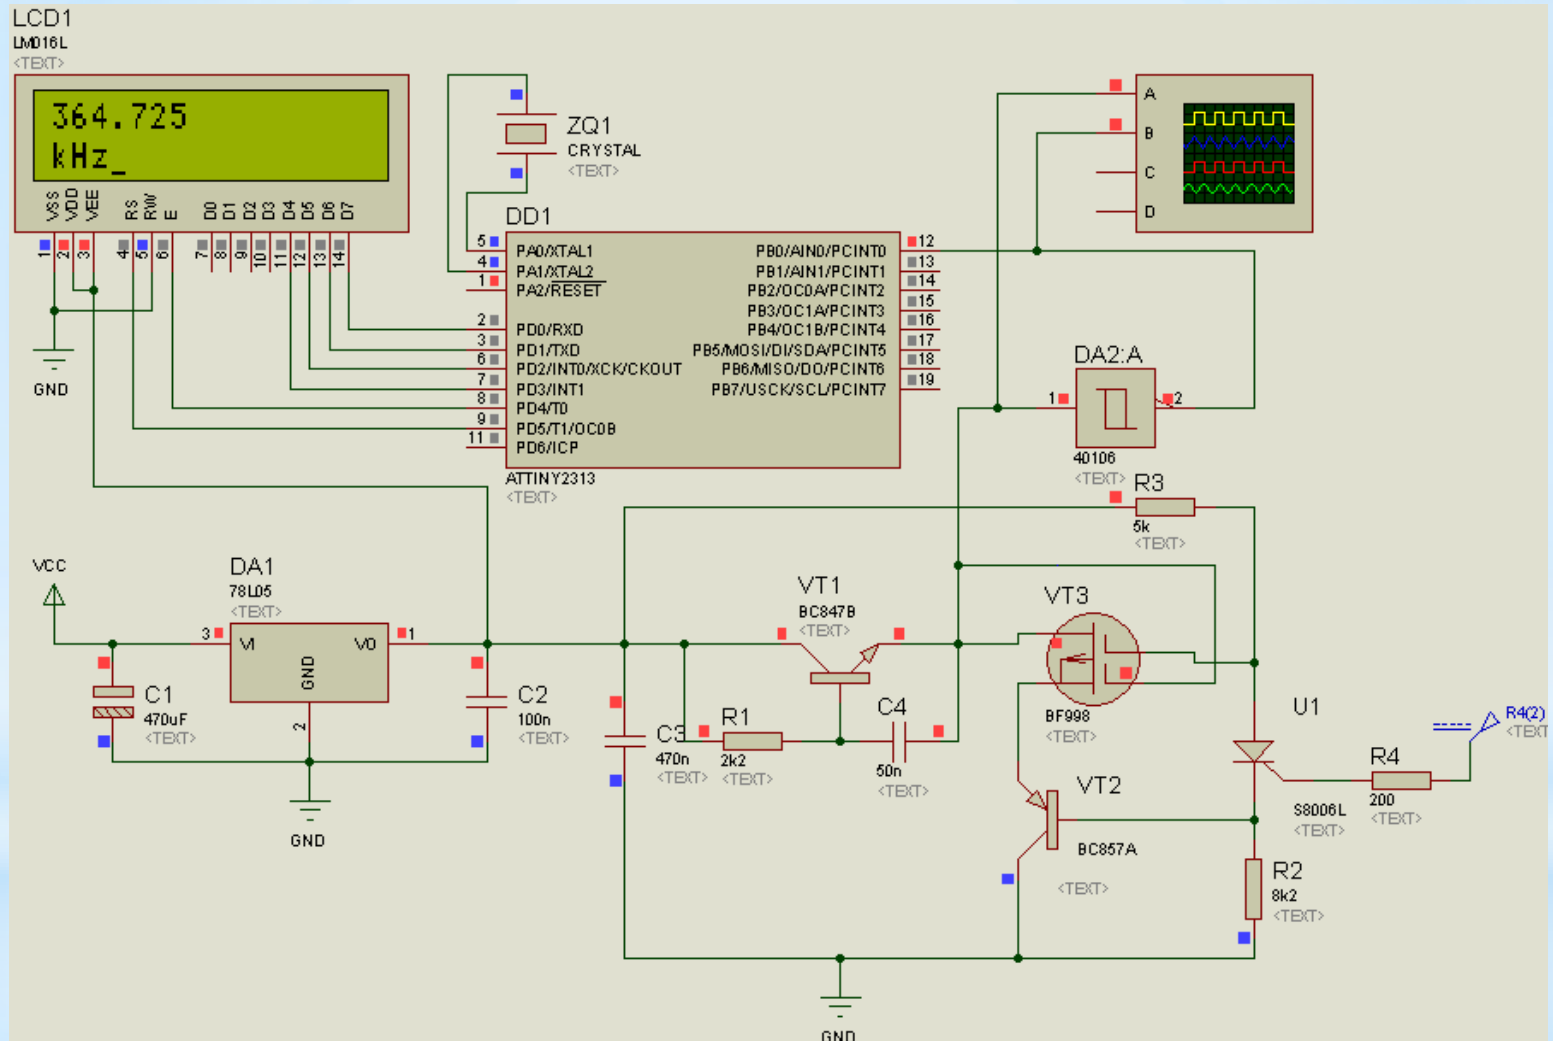 LCD1
LM016L
<TEXT>
364.725
kHz_
VSS
VDD
VEE
RS
RW
E
D0
D1
D2
D3
D4
D5
D6
D7
1
2
3
4
5
6
7
8
9
10
11
12
13
14
GND
ZQ1
CRYSTAL
<TEXT>
DD1
5 PA0/XTAL1
4 PA1/XTAL2
1 PA2/RESET
2 PD0/RXD
3 PD1/TXD
6 PD2/INT0/XCK/CKOUT
7 PD3/INT1
8 PD4/T0
9 PD5/T1/OC0B
11 PD6/ICP
PB0/AIN0/PCINT0 12
PB1/AIN1/PCINT1 13
PB2/OC0A/PCINT2 14
PB3/OC1A/PCINT3 15
PB4/OC1B/PCINT4 16
PB5/MOSI/DI/SDA/PCINT5 17
PB6/MISO/DO/PCINT6 18
PB7/USCK/SCL/PCINT7 19
ATTINY2313
<TEXT>
A
B
C
D
DA2:A
1
2
40106
<TEXT>
R3
5k
<TEXT>
VCC
DA1
78L05
<TEXT>
3
VI
VO
1
GND
2
C1
470uF
<TEXT>
C2
100n
<TEXT>
GND
C3
470n
<TEXT>
R1
2k2
<TEXT>
VT1
BC847B
<TEXT>
C4
50n
<TEXT>
VT3
BF998
<TEXT>
VT2
BC857A
<TEXT>
U1
S8006L
<TEXT>
R4
200
<TEXT>
R4(2)
<TEXT
R2
8k2
<TEXT>
GND